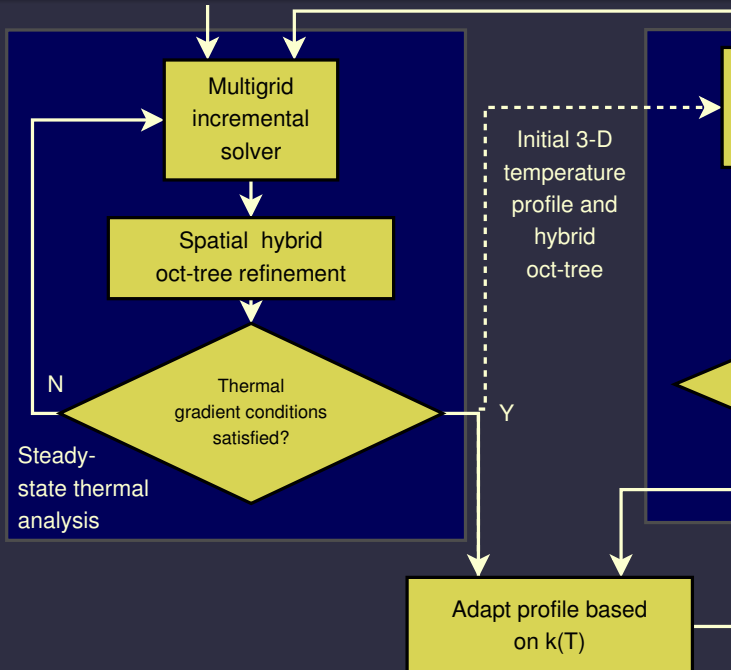 Multigrid
incremental
solver
Spatial hybrid
oct-tree refinement
Thermal
gradient conditions
satisfied?
N
Y
Steady-
state thermal
analysis
Initial 3-D
temperature
profile and
hybrid
oct-tree
Adapt profile based
on k(T)